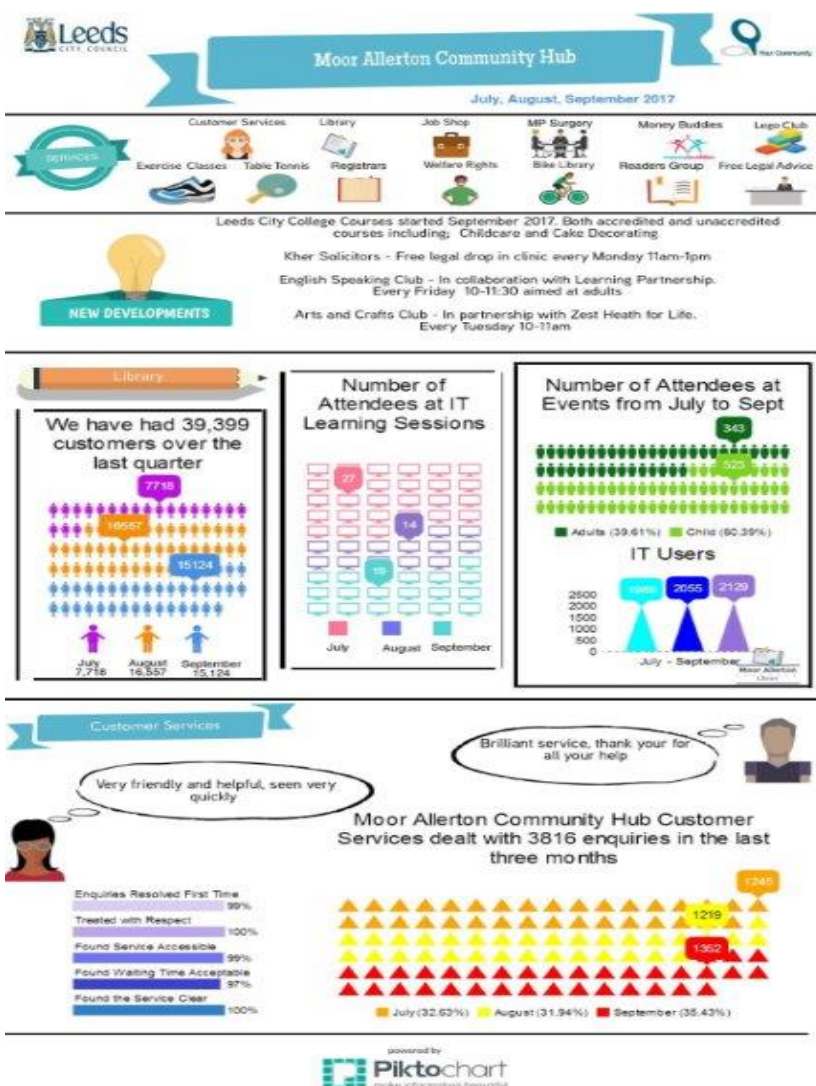 Leeds
CITY COUNCIL
Moor Allerton Community Hub
Your Community
July, August, September 2017
SERVICES
Customer Services
Library
Job Shop
MP Surgery
Money Buddies
Lego Club
Exercise Classes
Table Tennis
Registrars
Welfare Rights
Bike Library
Readers Group
Free Legal Advice
Leeds City College Courses started September 2017. Both accredited and unaccredited
courses including; Childcare and Cake Decorating
Kher Solicitors - Free legal drop in clinic every Monday 11am-1pm
English Speaking Club - In collaboration with Learning Partnership.
Every Friday 10-11:30 aimed at adults
Arts and Crafts Club - In partnership with Zest Heath for Life.
Every Tuesday 10-11am
NEW DEVELOPMENTS
Library
We have had 39,399
customers over the
last quarter
7718
16557
15124
July
7,718
August
16,557
September
15,124
Number of
Attendees at IT
Learning Sessions
27
14
July
August
September
Number of Attendees at
Events from July to Sept
343
523
Adults (39.61%)
Child (60.39%)
IT Users
2055
2129
2500
2000
1500
1000
500
0
July - September
Moor Allerton
Library
Customer Services
Brilliant service, thank your for
all your help
Very friendly and helpful, seen very
quickly
Moor Allerton Community Hub Customer
Services dealt with 3816 enquiries in the last
three months
Enquiries Resolved First Time
99%
Treated with Respect
100%
Found Service Accessible
99%
Found Waiting Time Acceptable
97%
Found the Service Clear
100%
1245
1219
1352
July (32.63%)
August (31.94%)
September (35.43%)
powered by
Piktochart
make information beautiful